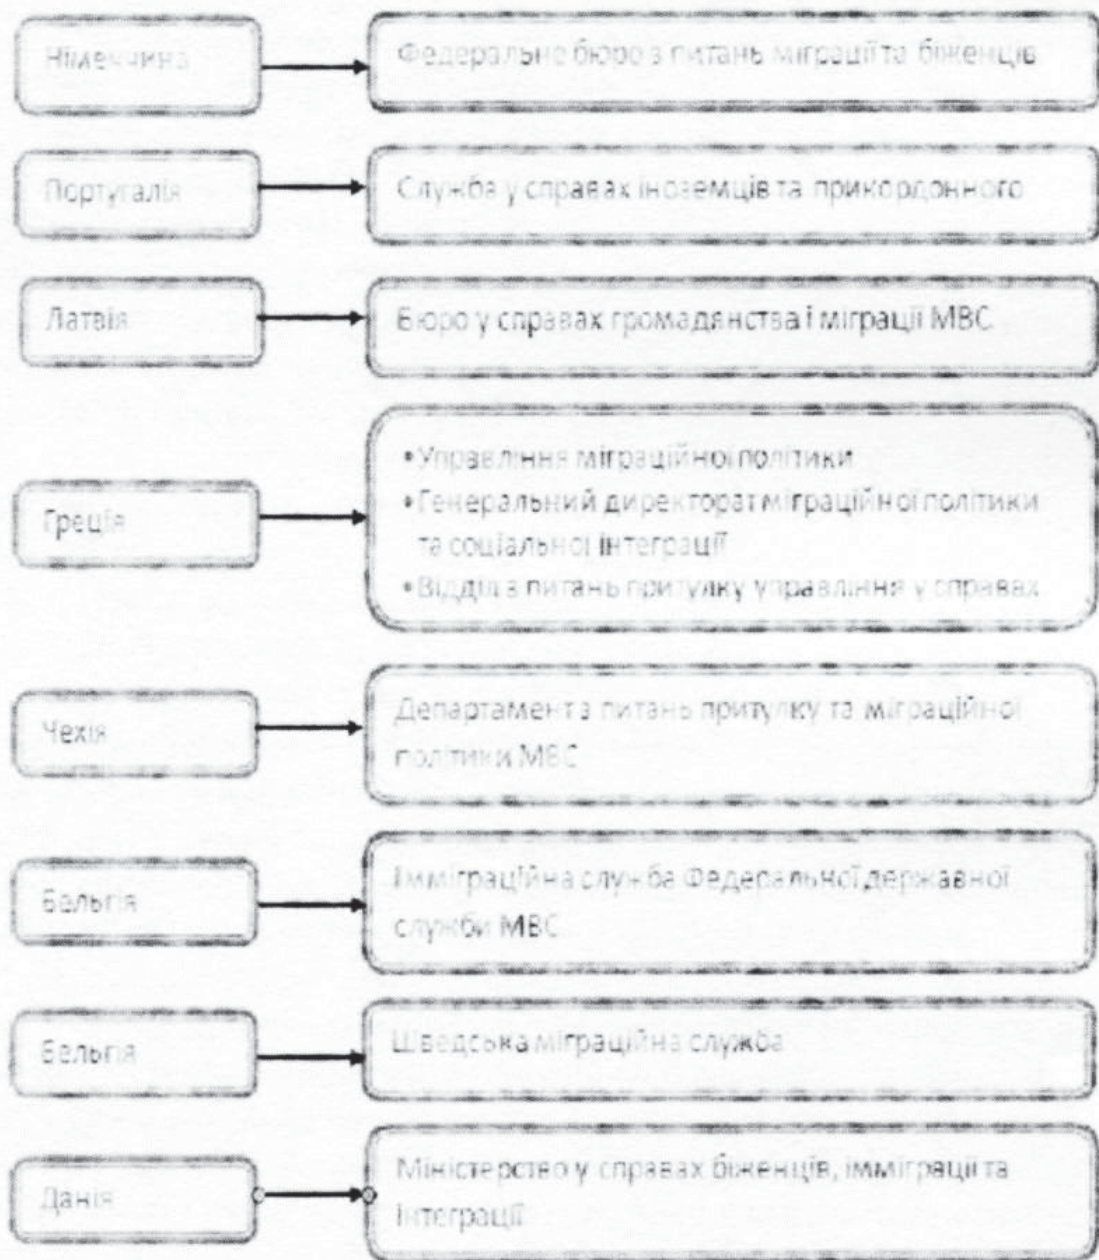 Німеччина
Федеральне бюро з питань міграції та біженців
Португалія
Служба у справах іноземців та прикордонного
Латвія
Бюро у справах громадянства і міграції МВС
Греція
•Управління міграційної політики
•Генеральний директорат міграційної політики
та соціальної інтеграції
•Відділ з питань притулку управління у справах
Чехія
Департамент з питань притулку та міграційної
політики МВС
Бельгія
Імміграційна служба Федеральної державної
служби МВС
Бельгія
Шведська міграційна служба
Данія
Міністерство у справах біженців, імміграції та
Інтеграції